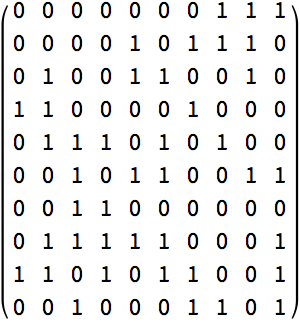 0 0 0 0 0 0 0 1 1 1
0 0 0 0 1 0 1 1 1 0
0 1 0 0 1 1 0 0 1 0
1 1 0 0 0 0 1 0 0 0
0 1 1 1 0 1 0 1 0 0
0 0 1 0 1 1 0 0 1 1
0 0 1 1 0 0 0 0 0 0
0 1 1 1 1 1 0 0 0 1
1 1 0 1 0 1 1 0 0 1
0 0 1 0 0 0 1 1 0 1